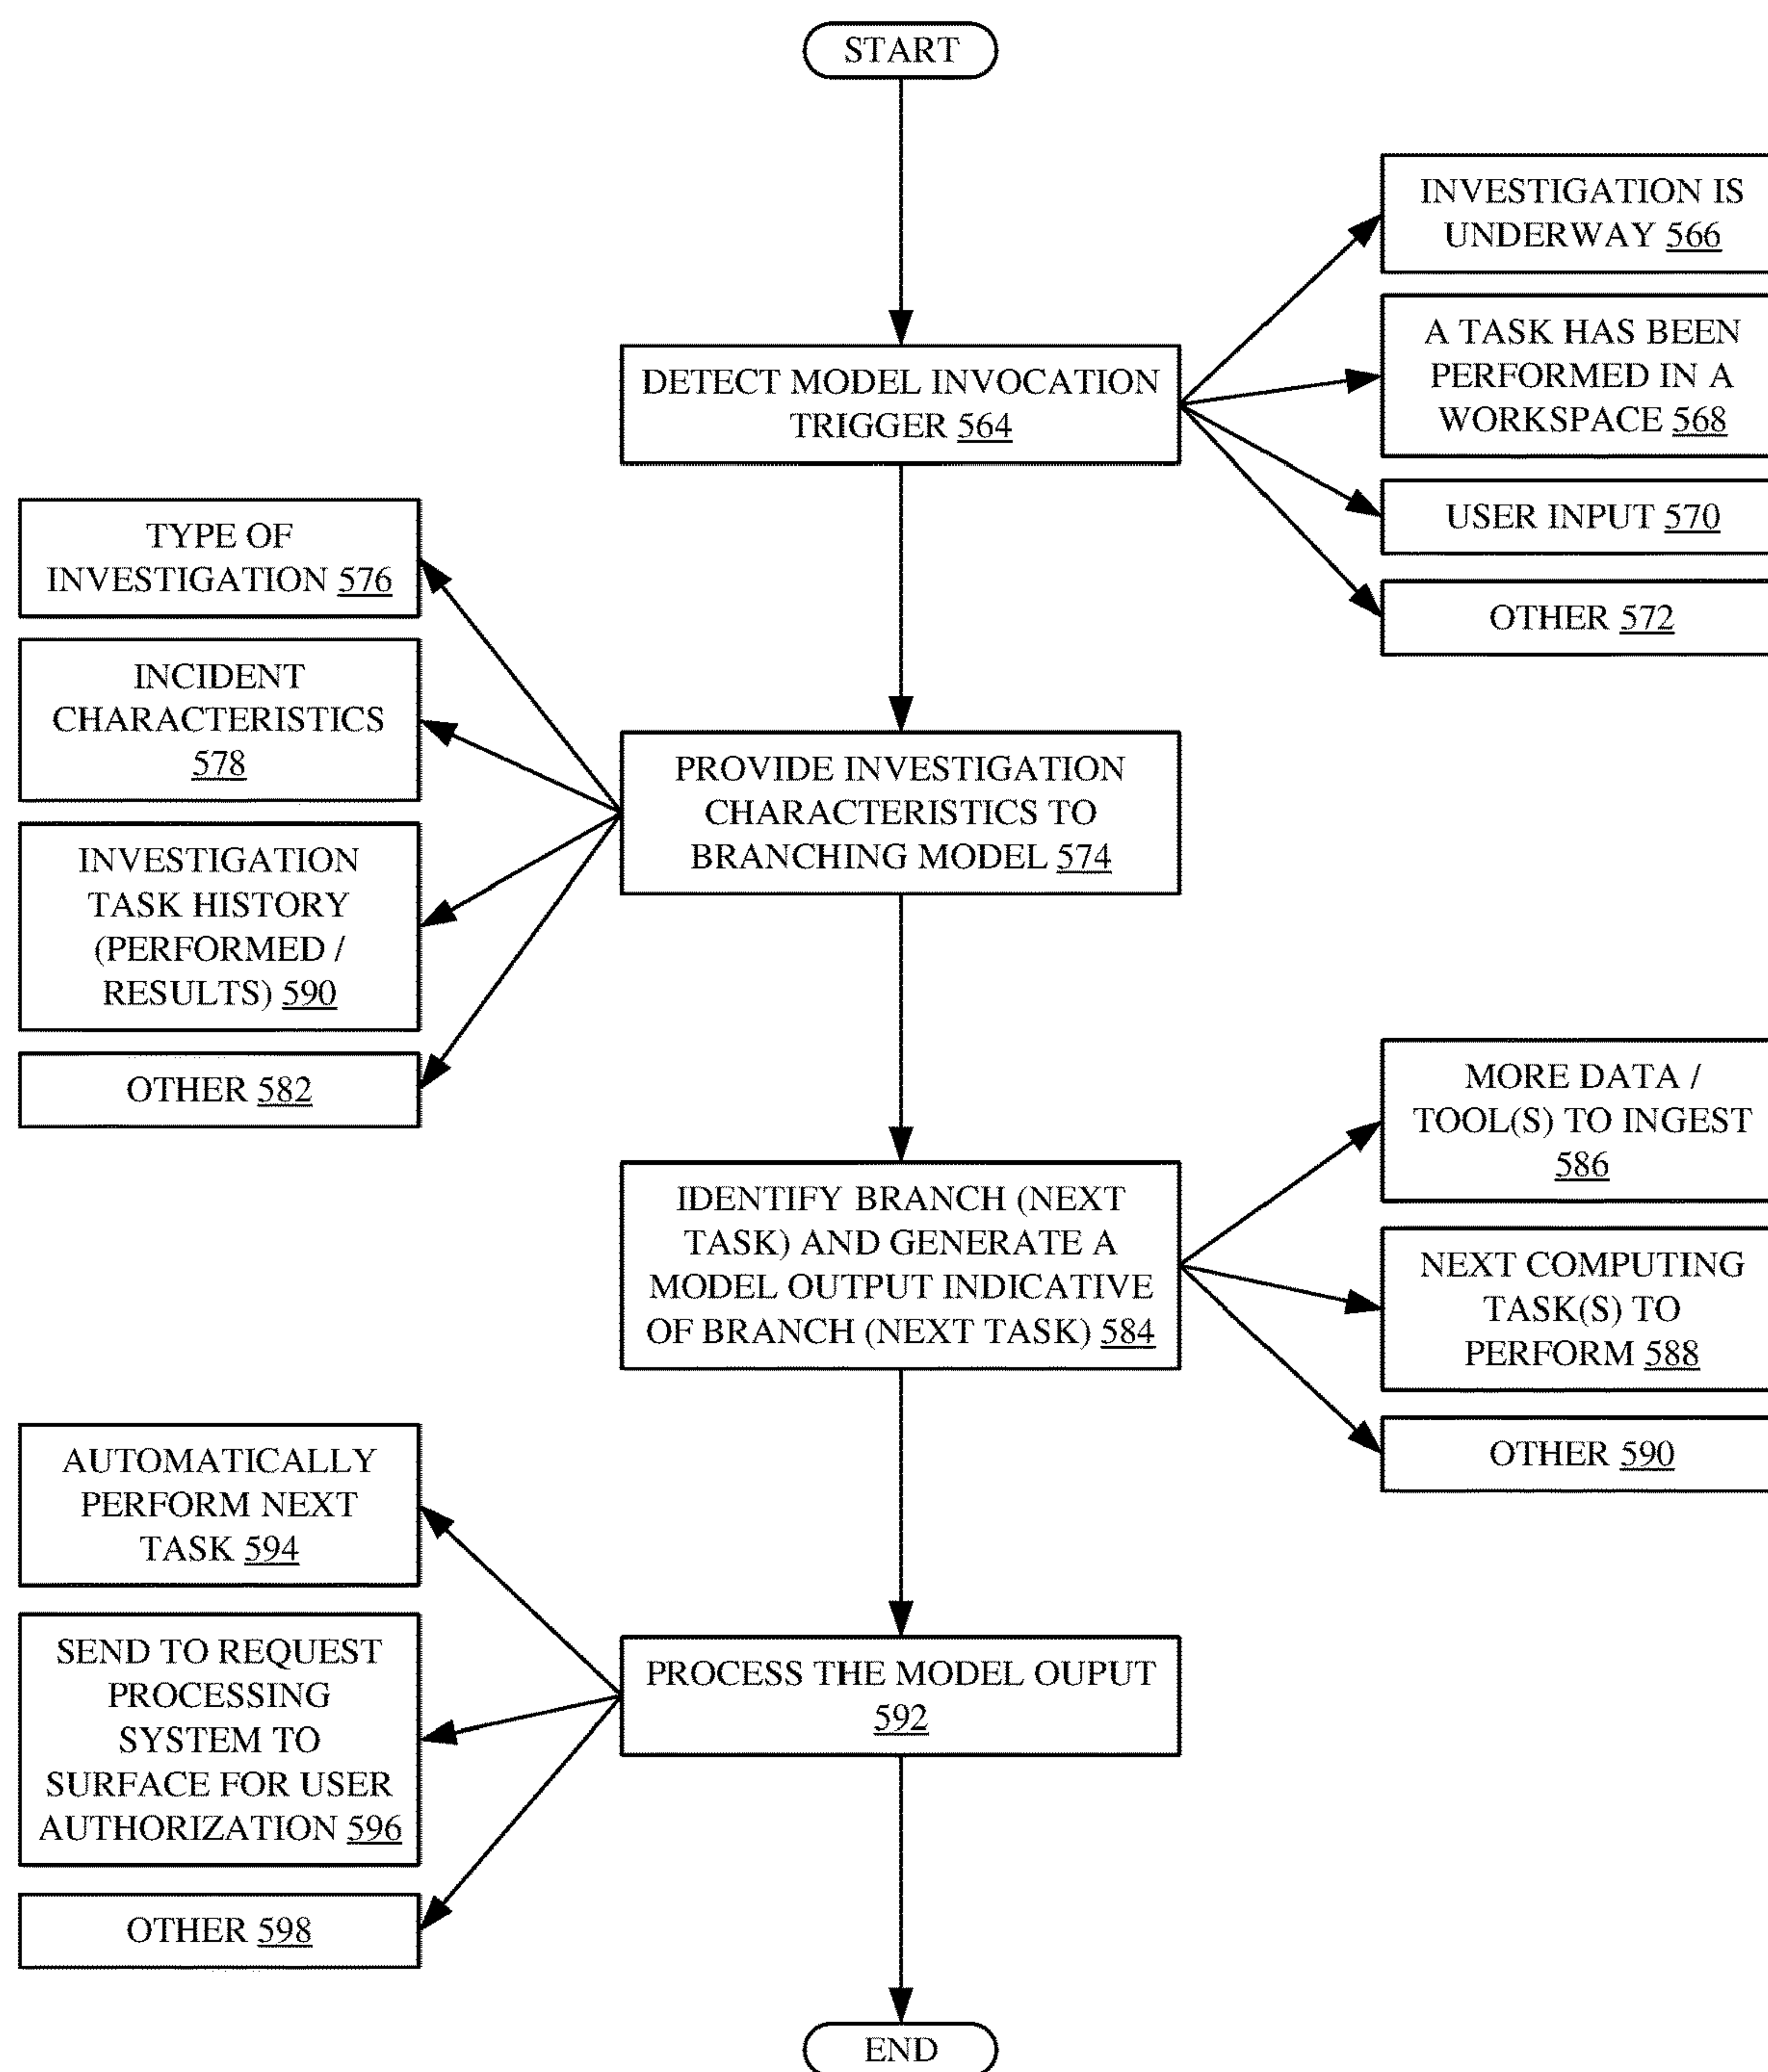 START
DETECT MODEL INVOCATION
TRIGGER 564
INVESTIGATION IS
UNDERWAY 566
A TASK HAS BEEN
PERFORMED IN A
WORKSPACE 568
USER INPUT 570
OTHER 572
PROVIDE INVESTIGATION
CHARACTERISTICS TO
BRANCHING MODEL 574
TYPE OF
INVESTIGATION 576
INCIDENT
CHARACTERISTICS
578
INVESTIGATION
TASK HISTORY
(PERFORMED /
RESULTS) 590
OTHER 582
IDENTIFY BRANCH (NEXT
TASK) AND GENERATE A
MODEL OUTPUT INDICATIVE
OF BRANCH (NEXT TASK) 584
MORE DATA /
TOOL(S) TO INGEST
586
NEXT COMPUTING
TASK(S) TO
PERFORM 588
OTHER 590
PROCESS THE MODEL OUPUT
592
AUTOMATICALLY
PERFORM NEXT
TASK 594
SEND TO REQUEST
PROCESSING
SYSTEM TO
SURFACE FOR USER
AUTHORIZATION 596
OTHER 598
END